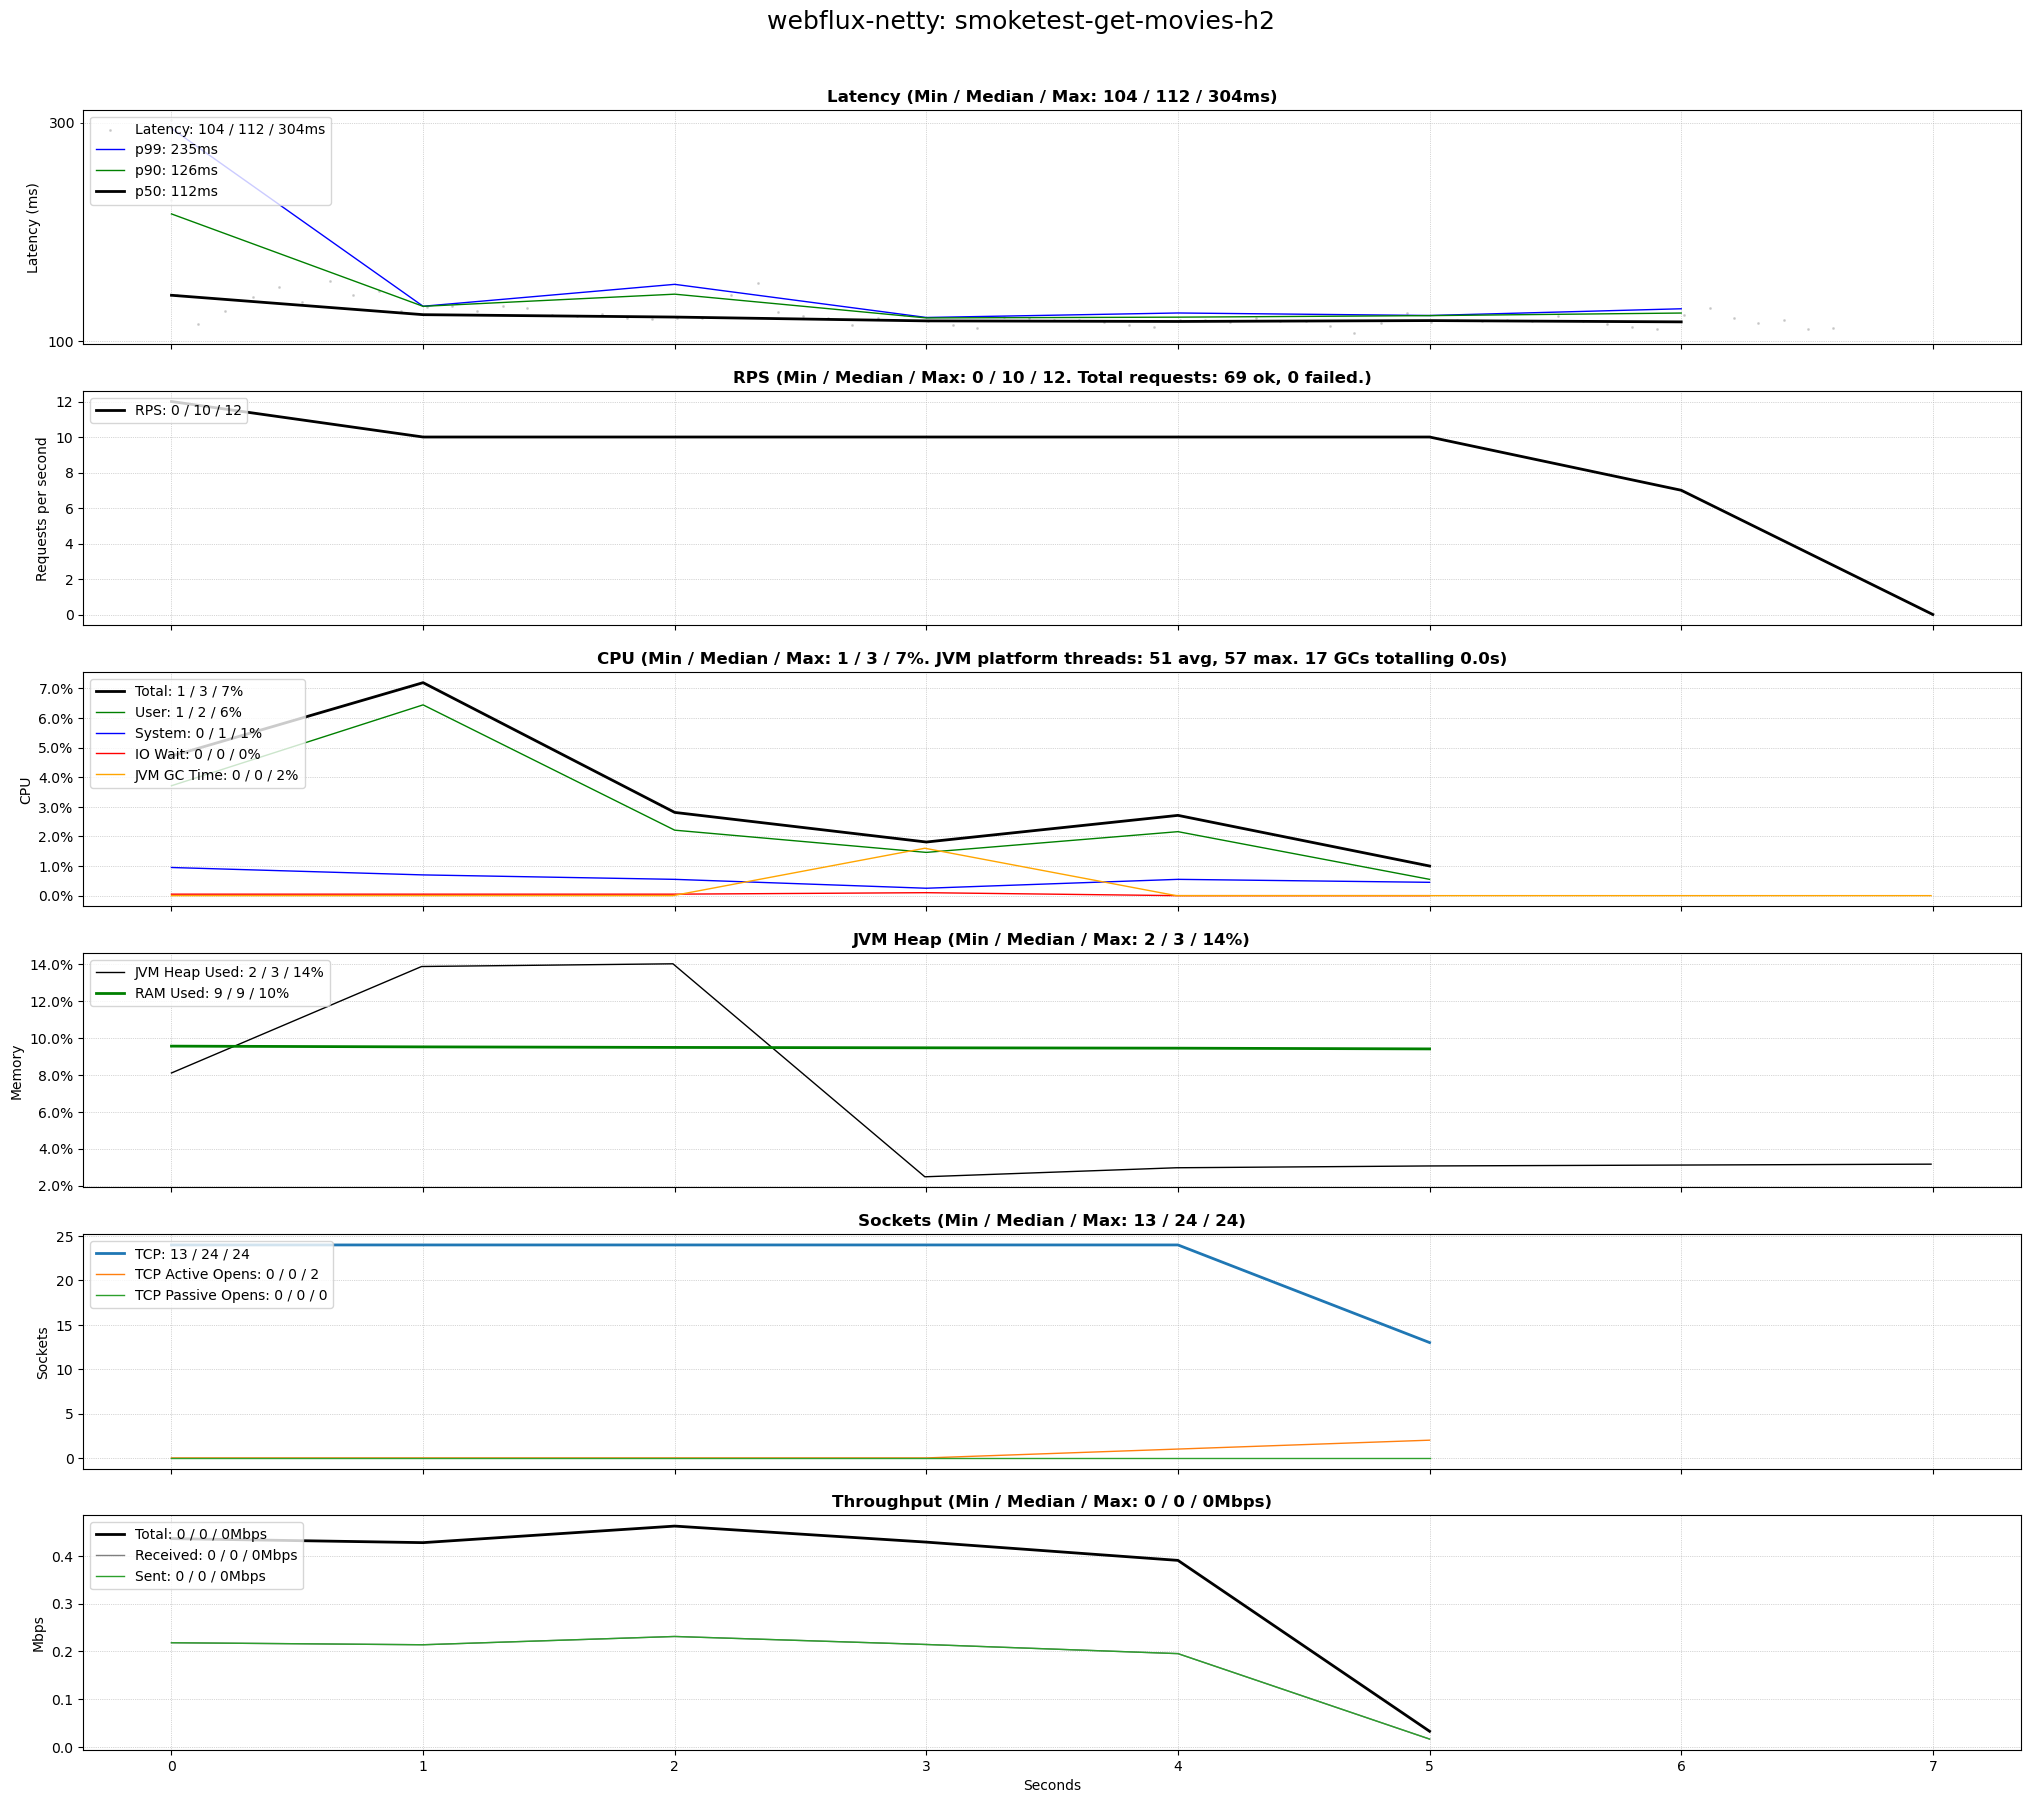 webflux-netty: smoketest-get-movies-h2
Latency (Min / Median / Max: 104 / 112 / 304ms)
300
100
Latency (ms)
Latency: 104 / 112 / 304ms
p99: 235ms
p90: 126ms
p50: 112ms
RPS (Min / Median / Max: 0 / 10 / 12. Total requests: 69 ok, 0 failed.)
12
10
8
6
4
2
0
Requests per second
RPS: 0 / 10 / 12
CPU (Min / Median / Max: 1 / 3 / 7%. JVM platform threads: 51 avg, 57 max. 17 GCs totalling 0.0s)
7.0%
6.0%
5.0%
4.0%
3.0%
2.0%
1.0%
0.0%
CPU
Total: 1 / 3 / 7%
User: 1 / 2 / 6%
System: 0 / 1 / 1%
IO Wait: 0 / 0 / 0%
JVM GC Time: 0 / 0 / 2%
JVM Heap (Min / Median / Max: 2 / 3 / 14%)
14.0%
12.0%
10.0%
8.0%
6.0%
4.0%
2.0%
Memory
JVM Heap Used: 2 / 3 / 14%
RAM Used: 9 / 9 / 10%
Sockets (Min / Median / Max: 13 / 24 / 24)
25
20
15
10
5
0
Sockets
TCP: 13 / 24 / 24
TCP Active Opens: 0 / 0 / 2
TCP Passive Opens: 0 / 0 / 0
Throughput (Min / Median / Max: 0 / 0 / 0Mbps)
0.4
0.3
0.2
0.1
0.0
Mbps
Total: 0 / 0 / 0Mbps
Received: 0 / 0 / 0Mbps
Sent: 0 / 0 / 0Mbps
0 1 2 3 4 5 6 7
Seconds